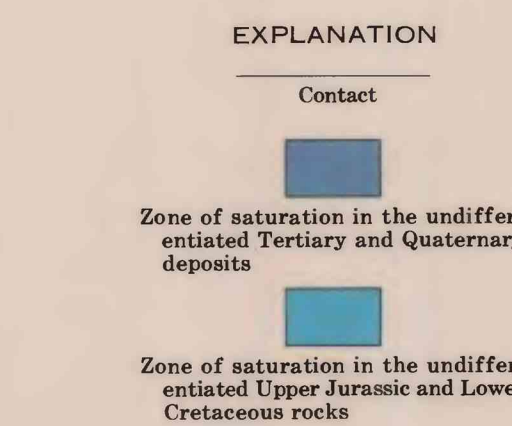 EXPLANATION
Contact
Zone of saturation in the undiffer
entiated Tertiary and Quaternar
deposits
Zone of saturation in the undiffer
entiated Upper Jurassic and Lowe
Cretaceous rocks